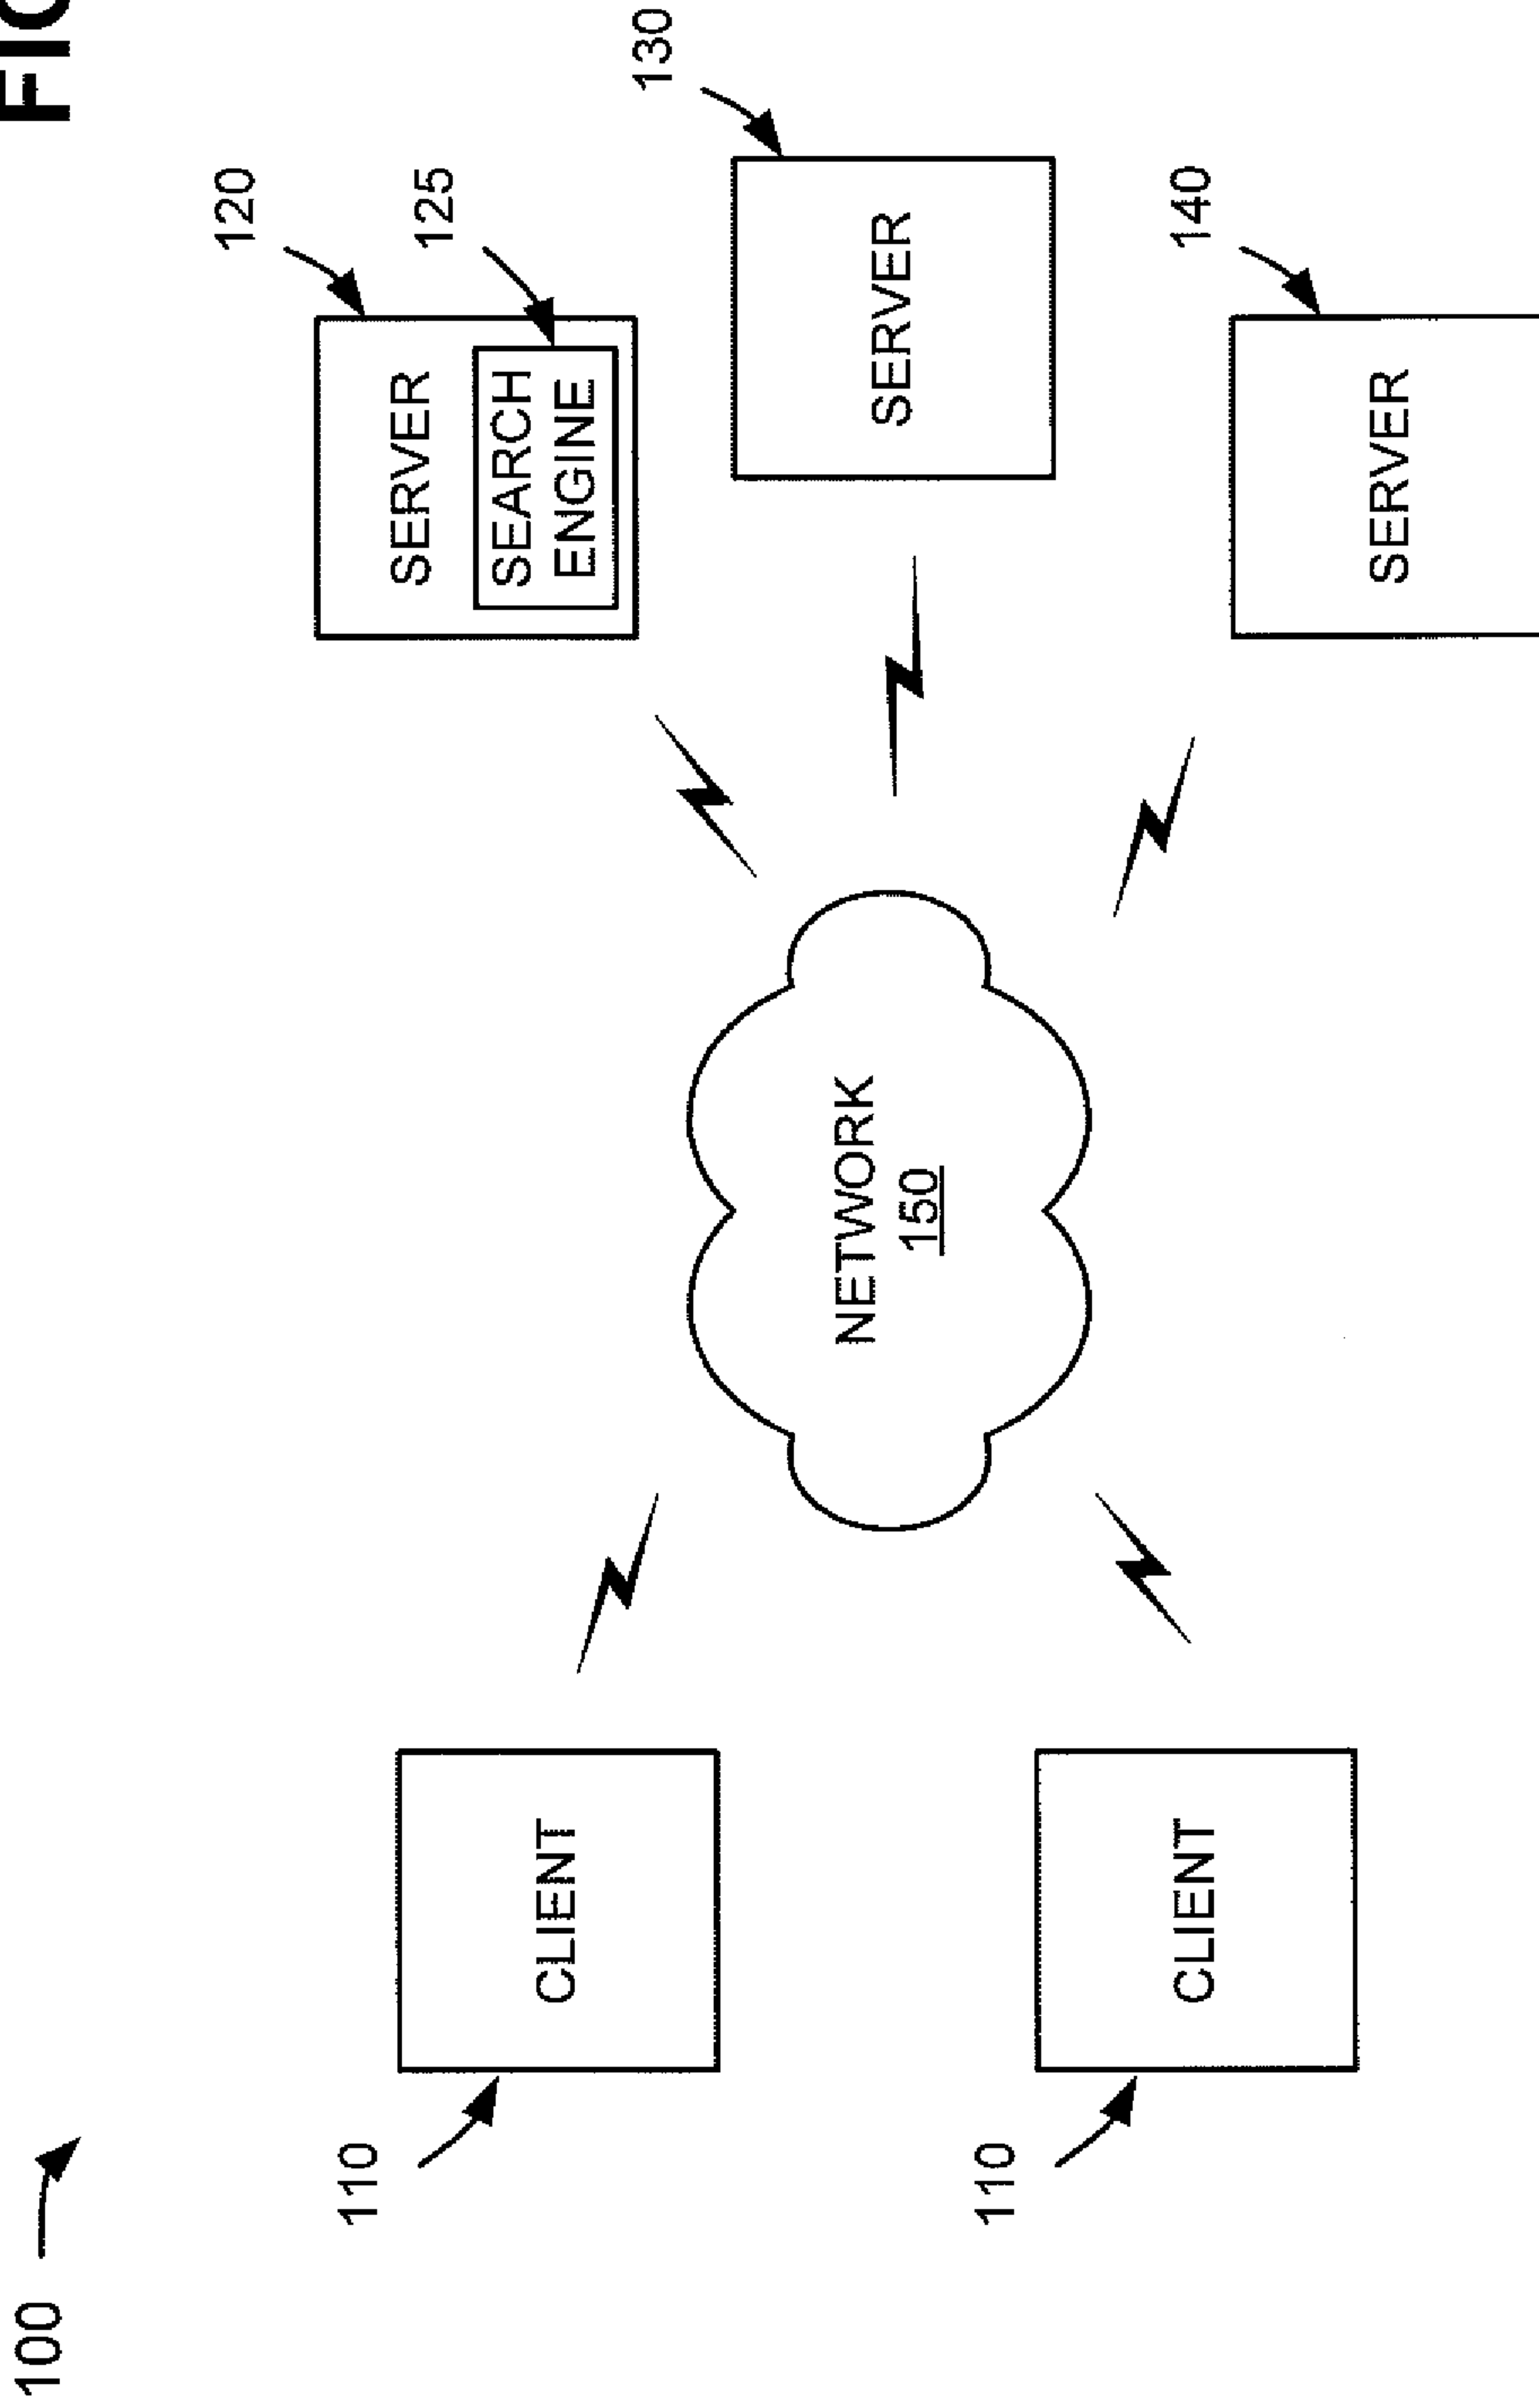 FIG
100
120
SERVER
125
SEARCH
ENGINE
110
CLIENT
130
SERVER
NETWORK
150
110
CLIENT
140
SERVER